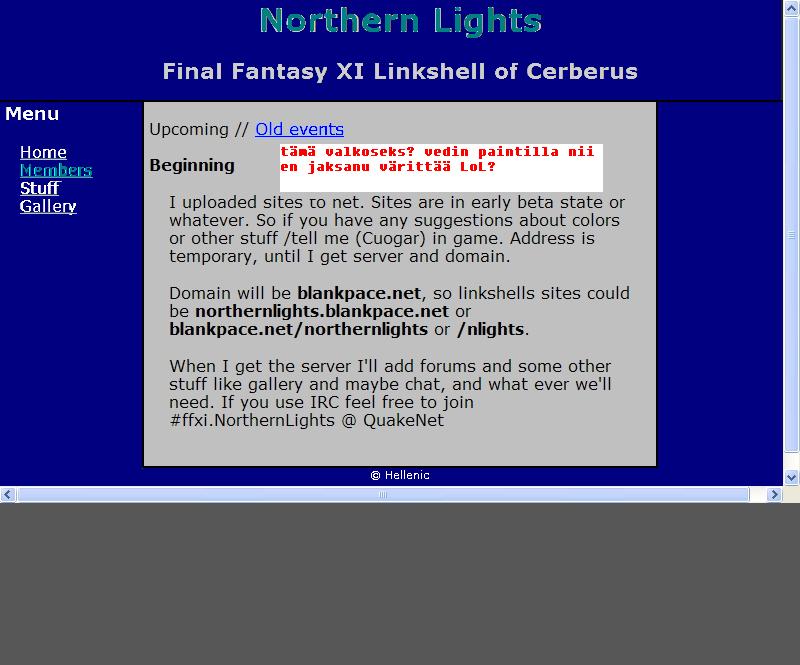 Northern Lights
Final Fantasy XI Linkshell of Cerberus
Menu
Home
Members
Stuff
Gallery
Upcoming // Old events
tämä valkoseks? vedin paintilla nii
en jaksanu värittää LoL?
Beginning
I uploaded sites to net. Sites are in early beta state or
whatever. So if you have any suggestions about colors
or other stuff /tell me (Cuogar) in game. Address is
temporary, until I get server and domain.
Domain will be blankpace.net, so linkshells sites could
be northernlights.blankpace.net or
blankpace.net/northernlights or /nlights.
When I get the server I'll add forums and some other
stuff like gallery and maybe chat, and what ever we'll
need. If you use IRC feel free to join
#ffxi.NorthernLights @ QuakeNet
© Hellenic